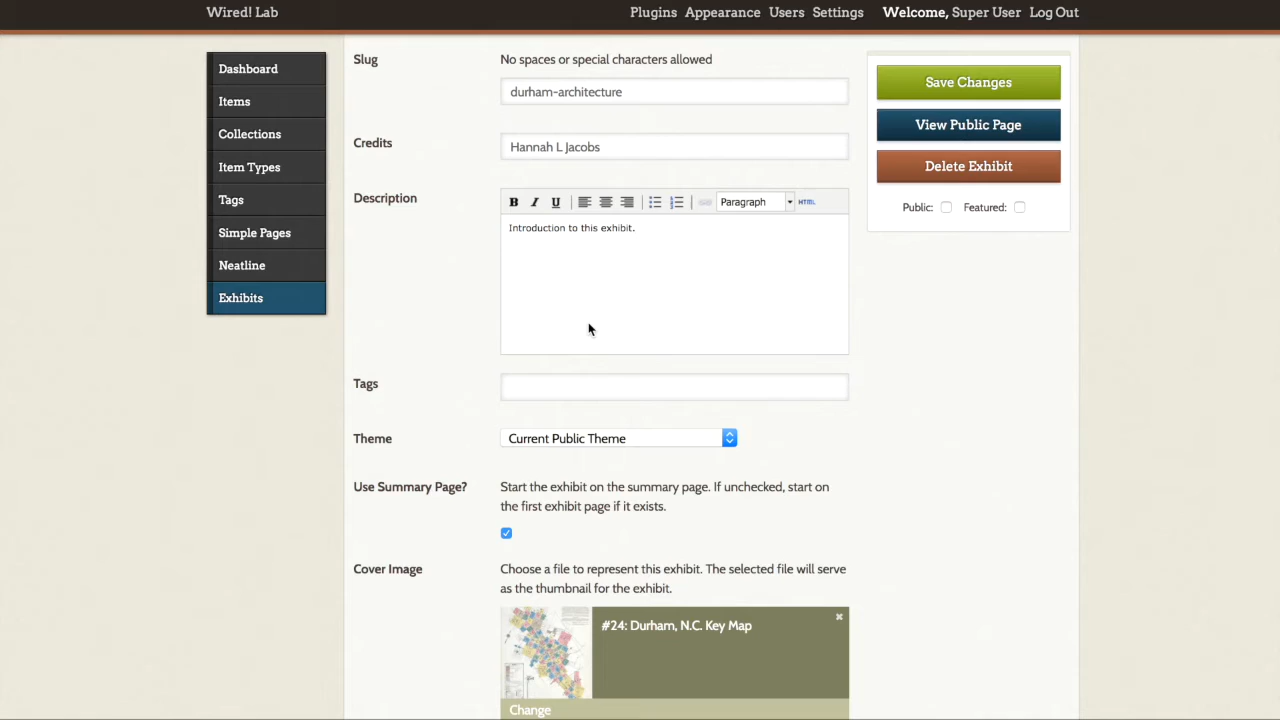 Wired! Lab
Plugins Appearance Users Settings Welcome, Super User Log Out
Dashboard
Items
Collections
Item Types
Tags
Simple Pages
Neatline
Exhibits
Slug
No spaces or special characters allowed
durham-architecture
Credits
Hannah L Jacobs
Description
B I U Paragraph HTML
Introduction to this exhibit.
Tags
Theme
Current Public Theme
Use Summary Page?
Start the exhibit on the summary page. If unchecked, start on
the first exhibit page if it exists.
Cover Image
Choose a file to represent this exhibit. The selected file will serve
as the thumbnail for the exhibit.
#24: Durham, N.C. Key Map
Change
Save Changes
View Public Page
Delete Exhibit
Public: Featured: